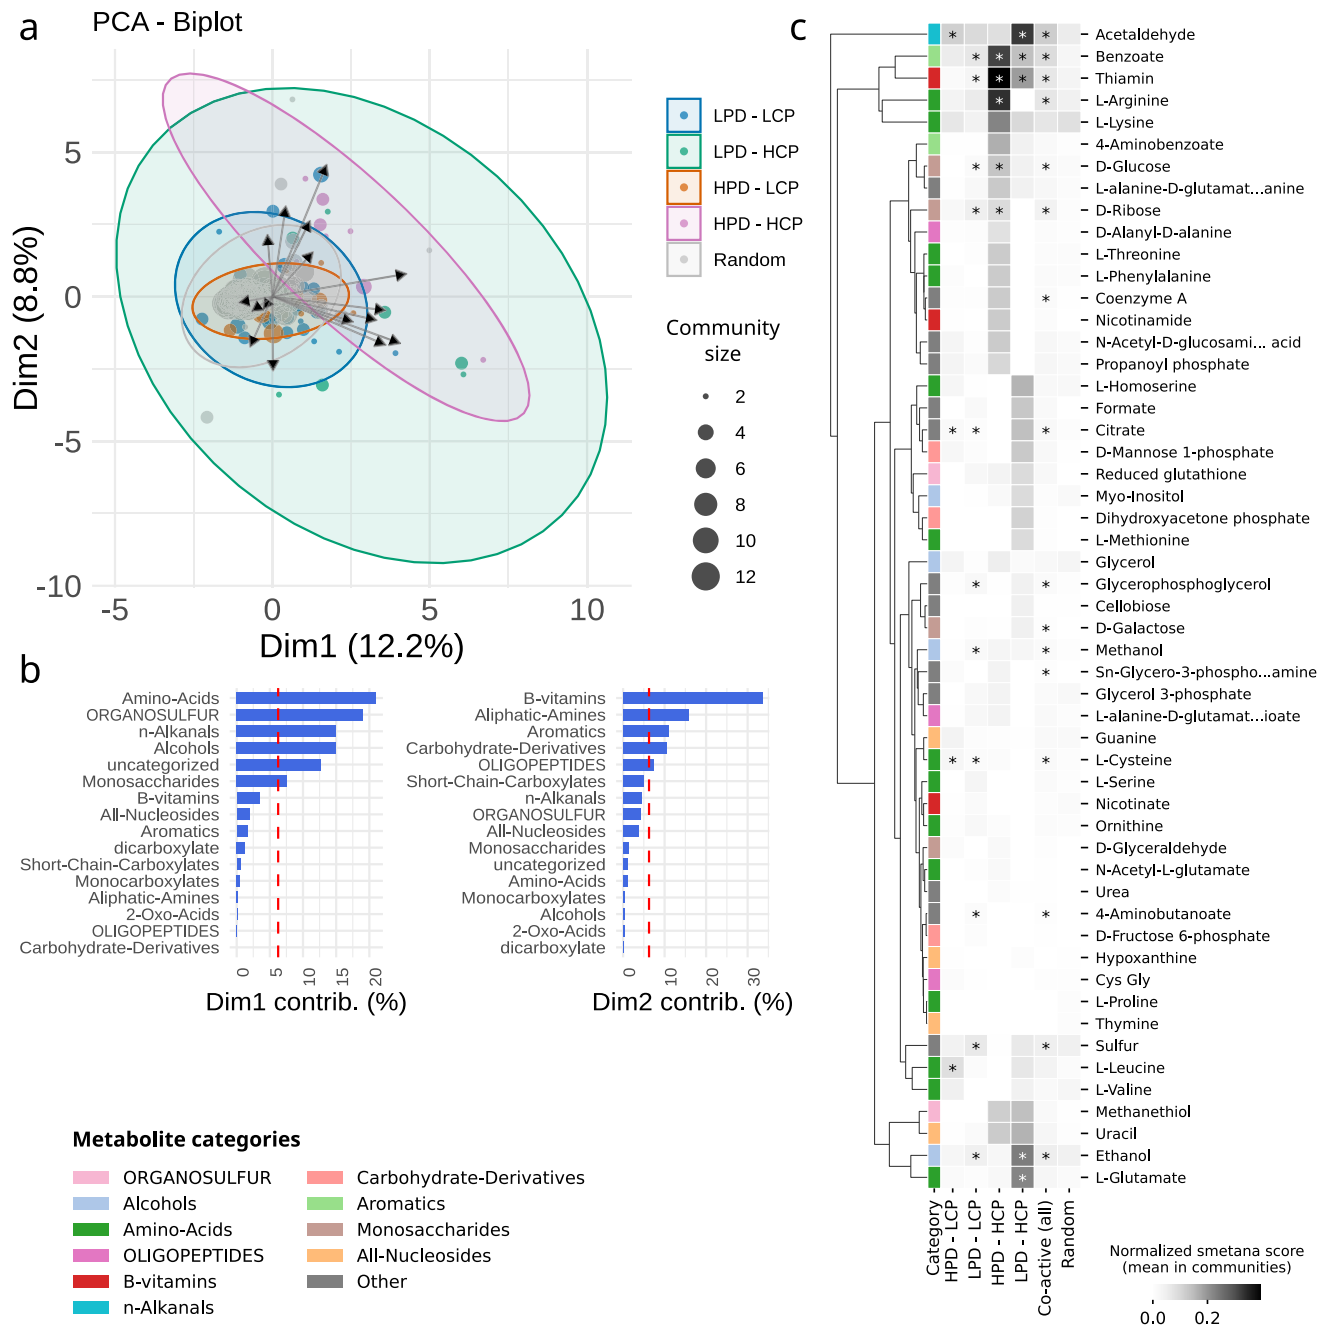 a
PCA - Biplot
Dim2 (8.8%)
5
0
-5
-10
-5
0
5
10
Dim1 (12.2%)
LPD - LCP
LPD - HCP
HPD - LCP
HPD - HCP
Random
Community
size
2
4
6
8
10
12
b
Amino-Acids
ORGANOSULFUR
n-Alkanals
Alcohols
uncategorized
Monosaccharides
B-vitamins
All-Nucleosides
Aromatics
dicarboxylate
Short-Chain-Carboxylates
Monocarboxylates
Aliphatic-Amines
2-Oxo-Acids
OLIGOPEPTIDES
Carbohydrate-Derivatives
0
5
10
15
20
Dim1 contrib. (%)
B-vitamins
Aliphatic-Amines
Aromatics
Carbohydrate-Derivatives
OLIGOPEPTIDES
Short-Chain-Carboxylates
n-Alkanals
ORGANOSULFUR
All-Nucleosides
Monosaccharides
uncategorized
Amino-Acids
Monocarboxylates
Alcohols
2-Oxo-Acids
dicarboxylate
0
10
20
30
Dim2 contrib. (%)
Metabolite categories
ORGANOSULFUR
Alcohols
Amino-Acids
OLIGOPEPTIDES
B-vitamins
n-Alkanals
Carbohydrate-Derivatives
Aromatics
Monosaccharides
All-Nucleosides
Other
c
* * * Acetaldehyde
* * * * Benzoate
* * * * Thiamin
* * L-Arginine
L-Lysine
4-Aminobenzoate
* * * D-Glucose
L-alanine-D-glutamat...anine
* * * D-Ribose
D-Alanyl-D-alanine
L-Threonine
L-Phenylalanine
* Coenzyme A
Nicotinamide
N-Acetyl-D-glucosami... acid
Propanoyl phosphate
L-Homoserine
Formate
* * * Citrate
D-Mannose 1-phosphate
Reduced glutathione
Myo-Inositol
Dihydroxyacetone phosphate
L-Methionine
Glycerol
* * Glycerophosphoglycerol
Cellobiose
* D-Galactose
* * Methanol
* Sn-Glycero-3-phospho...amine
Glycerol 3-phosphate
L-alanine-D-glutamat...ioate
Guanine
* * * L-Cysteine
L-Serine
Nicotinate
Ornithine
D-Glyceraldehyde
N-Acetyl-L-glutamate
Urea
* * 4-Aminobutanoate
D-Fructose 6-phosphate
Hypoxanthine
Cys Gly
L-Proline
Thymine
* * Sulfur
* L-Leucine
L-Valine
Methanethiol
Uracil
* * * Ethanol
* L-Glutamate
Category
HPD - LCP
LPD - LCP
HPD - HCP
LPD - HCP
Co-active (all)
Random
Normalized smetana score
(mean in communities)
0.0
0.2